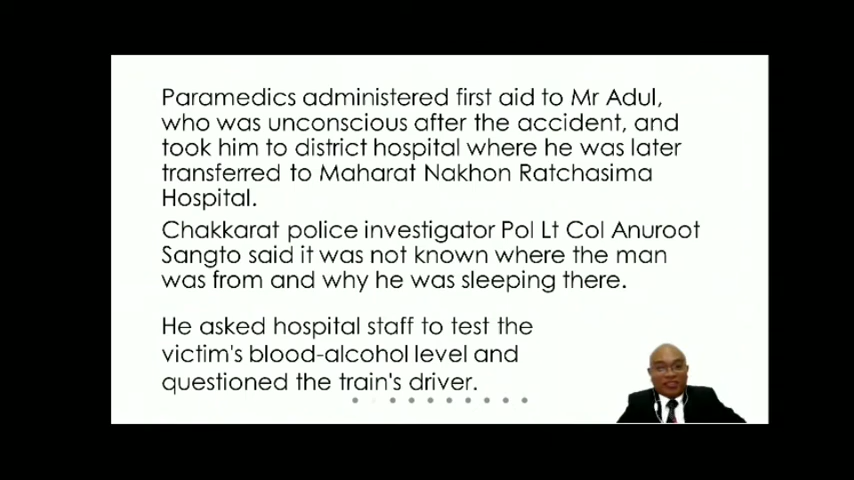 Paramedics administered first aid to Mr Adul,
who was unconscious after the accident, and
took him to district hospital where he was later
transferred to Maharat Nakhon Ratchasima
Hospital.
Chakkarat police investigator Pol Lt Col Anuroot
Sangto said it was not known where the man
was from and why he was sleeping there.
He asked hospital staff to test the
victim's blood-alcohol level and
questioned the train's driver.